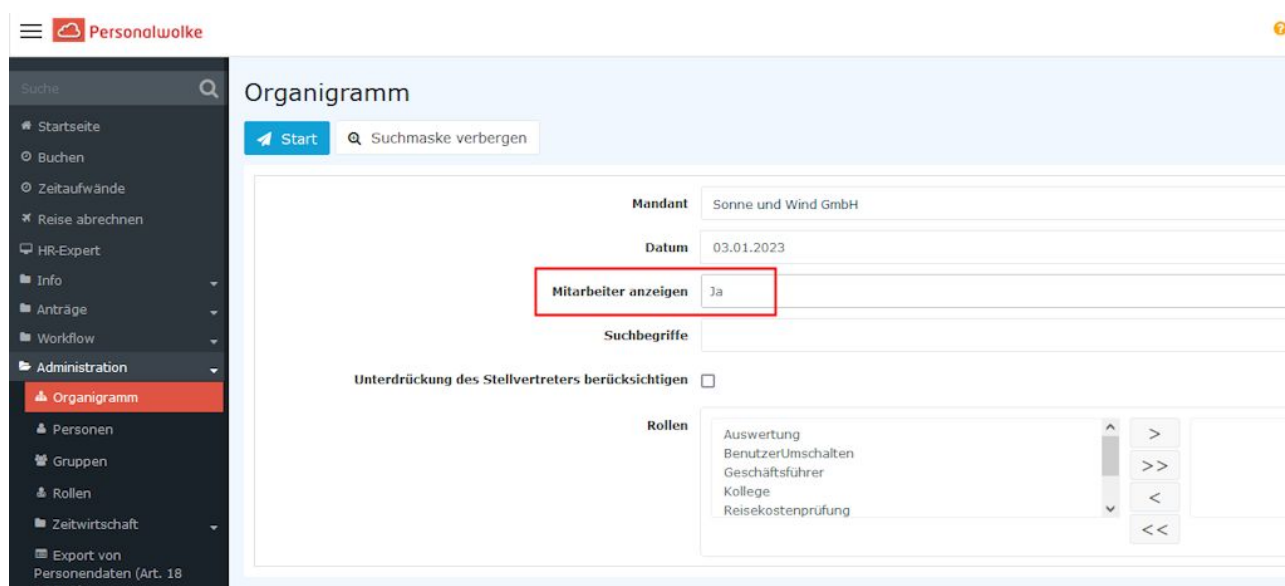 Personalwolke
Suche
Startseite
Buchen
Zeitaufwände
Reise abrechnen
HR-Expert
Info
Anträge
Workflow
Administration
Organigramm
Personen
Gruppen
Rollen
Zeitwirtschaft
Export von
Personendaten (Art. 18
Organigramm
Start Suchmaske verbergen
Mandant Sonne und Wind GmbH
Datum 03.01.2023
Mitarbeiter anzeigen Ja
Suchbegriffe
Unterdrückung des Stellvertreters berücksichtigen
Rollen
Auswertung
BenutzerUmschalten
Geschäftsführer
Kollege
Reisekostenprüfung
>
>>
<
<<